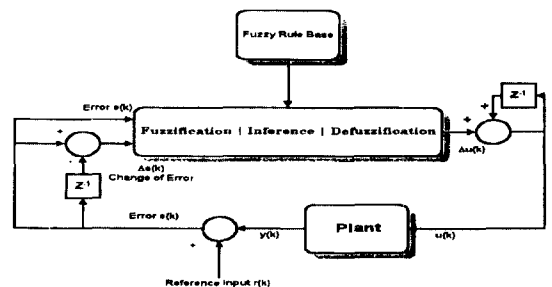 Fuzzy Rule Base
Error e(k)
Z-1
+
Fuzzification | Inference | Defuzzification
+
+
Δu(k)
+
-
Δe(k)
Change of Error
Z-1
Error e(k)
y(k)
Plant
u(k)
+
Reference Input r(k)